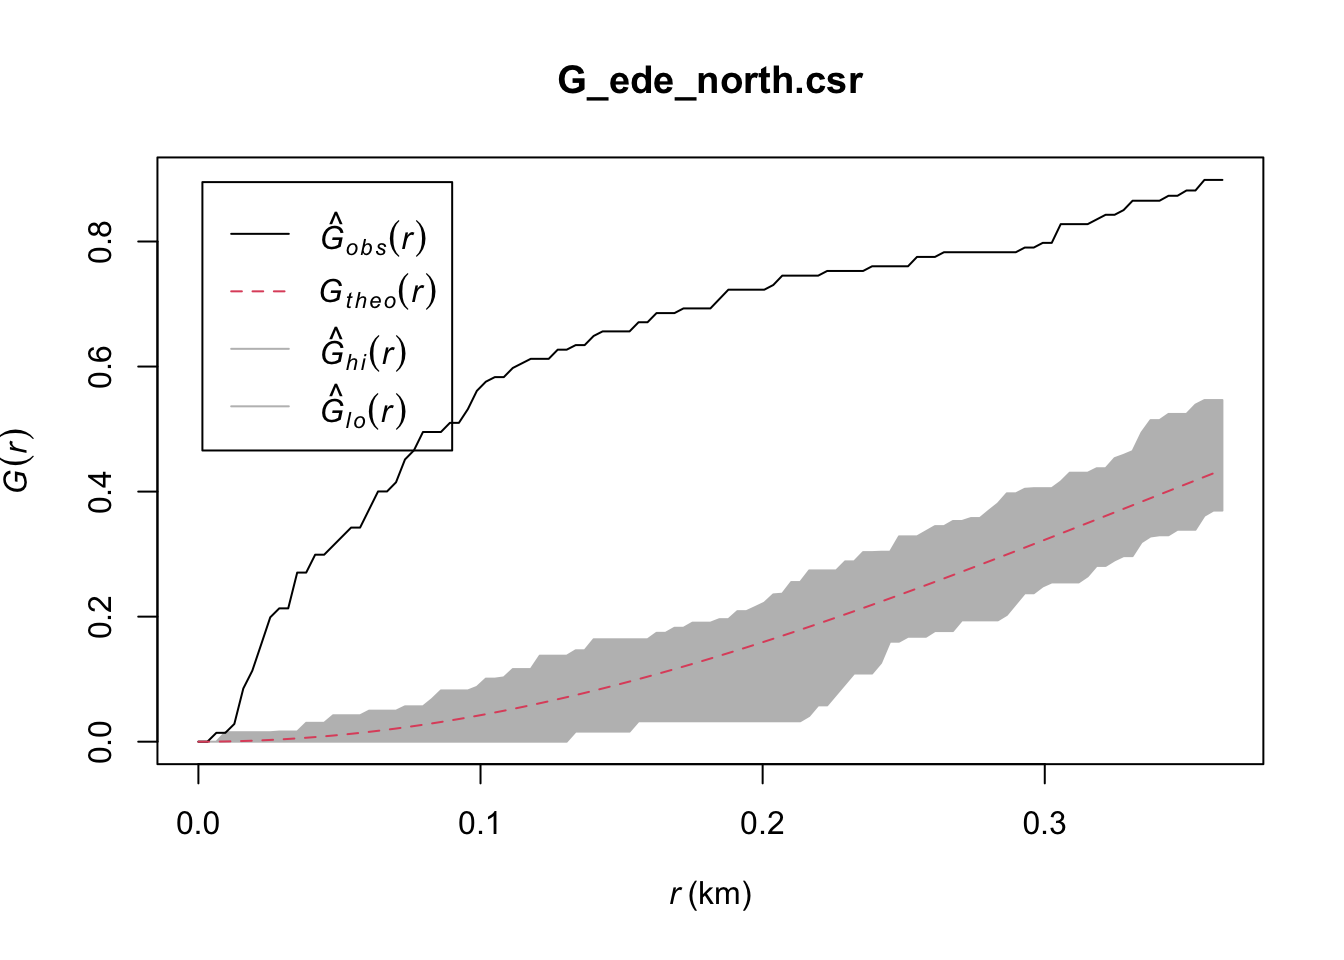 G_ede_north.csr
Ĝobs(r)
Gtheo(r)
Ĝhi(r)
Ĝlo(r)
G(r)
0.8
0.6
0.4
0.2
0.0
0.0 0.1 0.2 0.3
r (km)